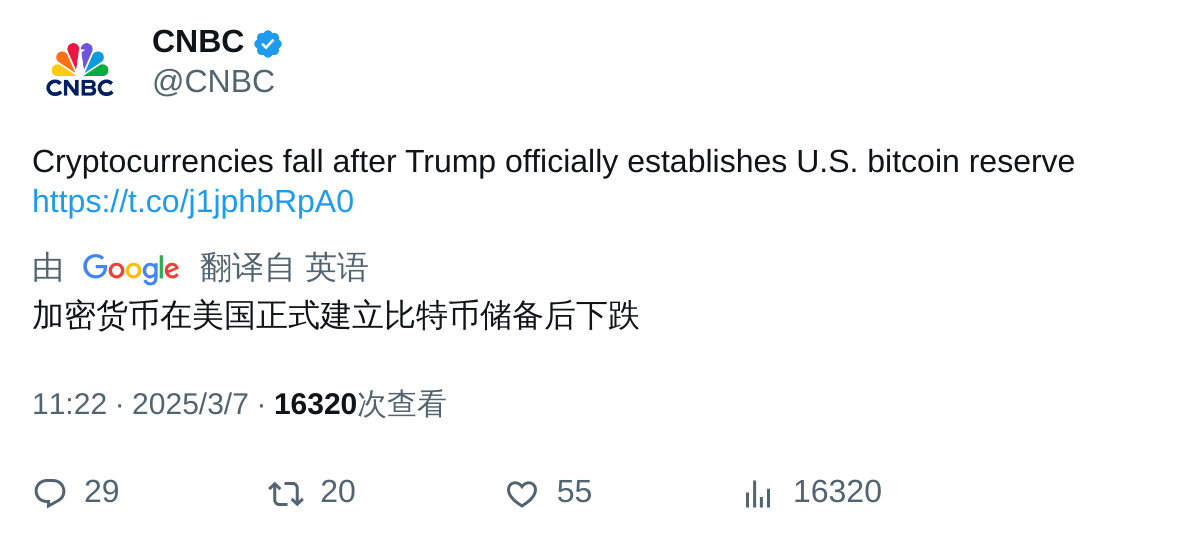 CNBC
CNBC
@CNBC
Cryptocurrencies fall after Trump officially establishes U.S. bitcoin reserve
https://t.co/j1jphbRpA0
由 Google 翻译自 英语
加密货币在美国正式建立比特币储备后下跌
11:22 · 2025/3/7 · 16320次查看
29 20 55 16320